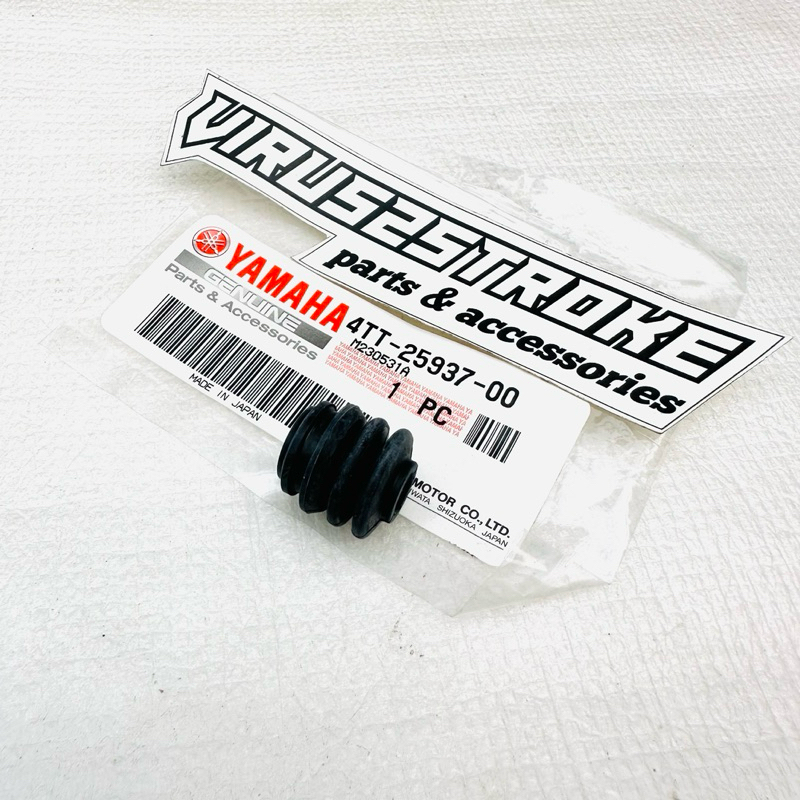 VIRUS2STROKE
parts & accessories
YAMAHA
GENUINE
Parts & Accessories
4TT-25937-00
M230531A
1 PC
MADE IN JAPAN
MOTOR CO., LTD.
IWATA SHIZUOKA JAPAN